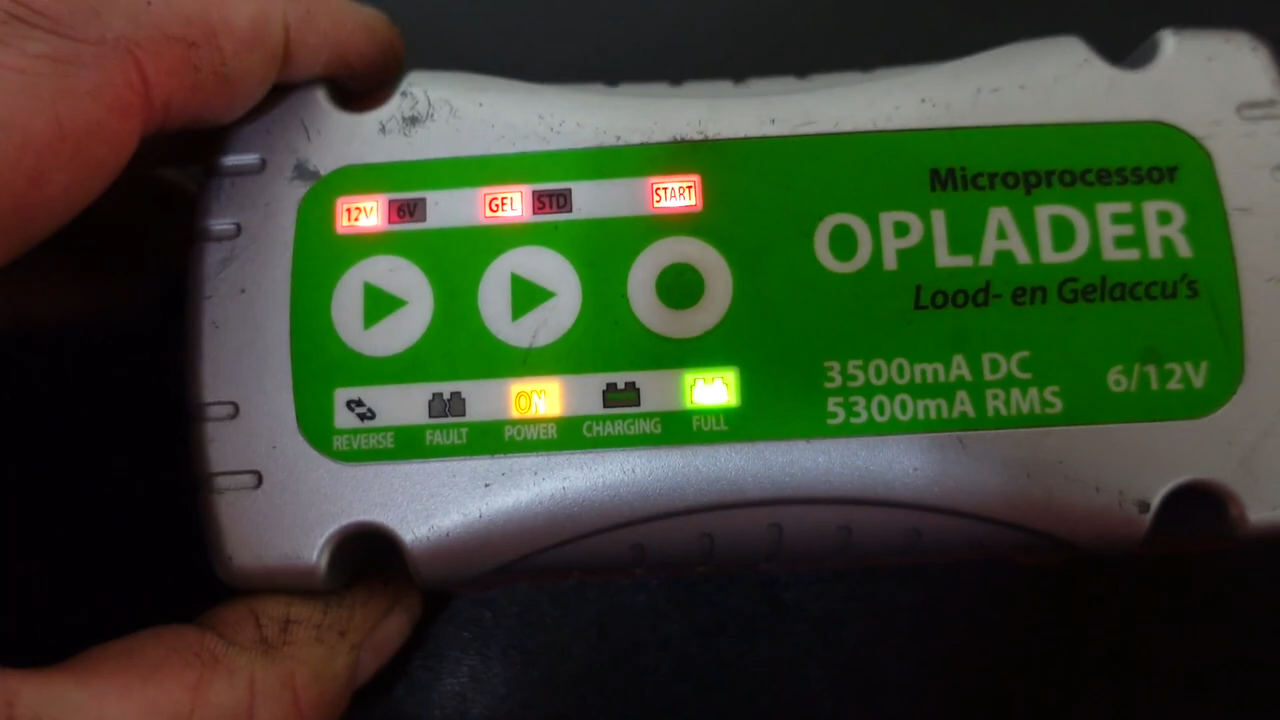 12V 6V GEL STD START
Microprocessor
OPLADER
Lood- en Gelaccu's
3500mA DC
5300mA RMS
6/12V
ON
REVERSE FAULT POWER CHARGING FULL